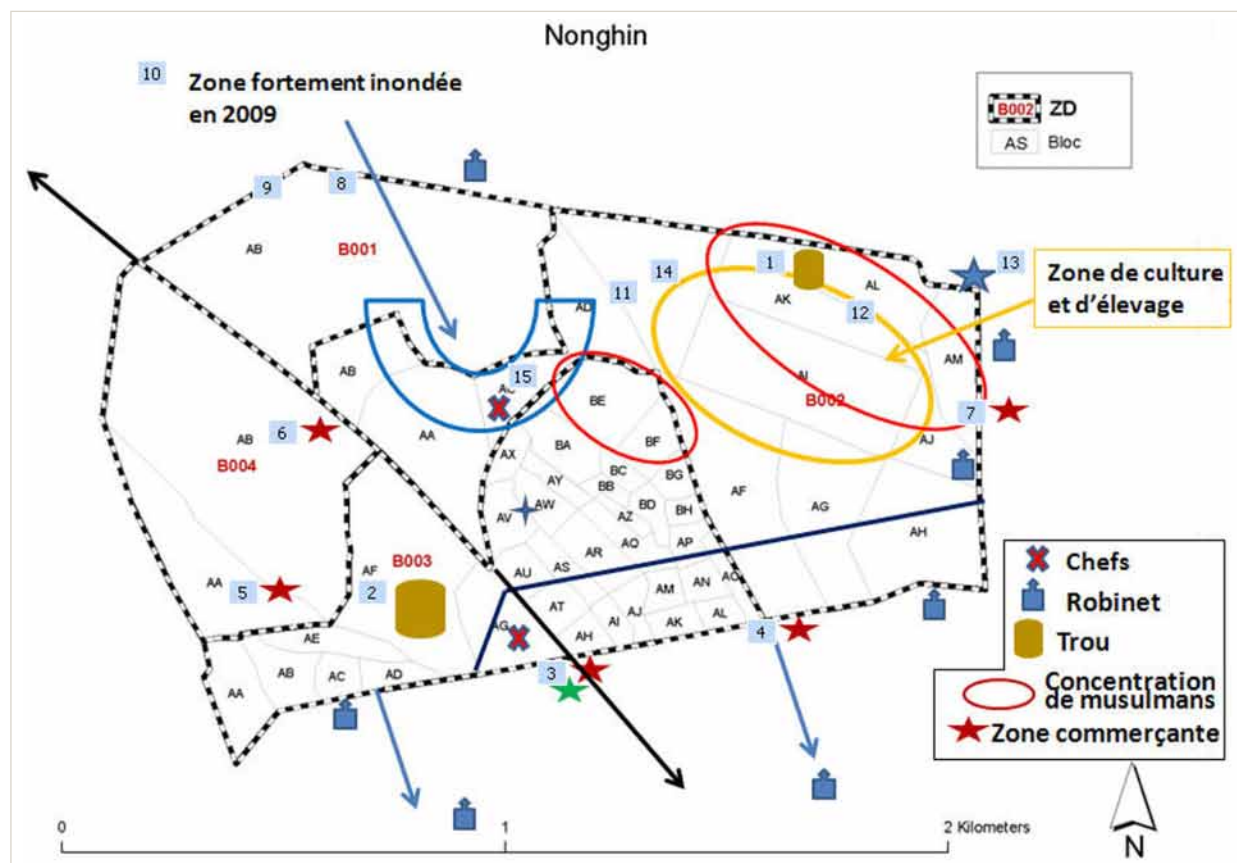 Nonghin
10
Zone fortement inondée
en 2009
B002 ZD
AS Bloc
9
8
AB
B001
11
14
1
AK
AL
12
13
Zone de culture
et d'élevage
AD
AB
15
AA
BE
BF
B002
AM
7
AJ
AB
6
B004
AX
BA
AY
BC
BB
BG
AV
AW
AZ
BD
BH
AF
AG
AH
AR
AQ
AP
B003
AF
2
AA
5
AU
AS
AT
AM
AN
AO
AE
AG
AH
AI
AJ
AK
AL
4
AA
AB
AC
AD
3
Chefs
Robinet
Trou
Concentration
de musulmans
Zone commerçante
0
1
2 Kilometers
N